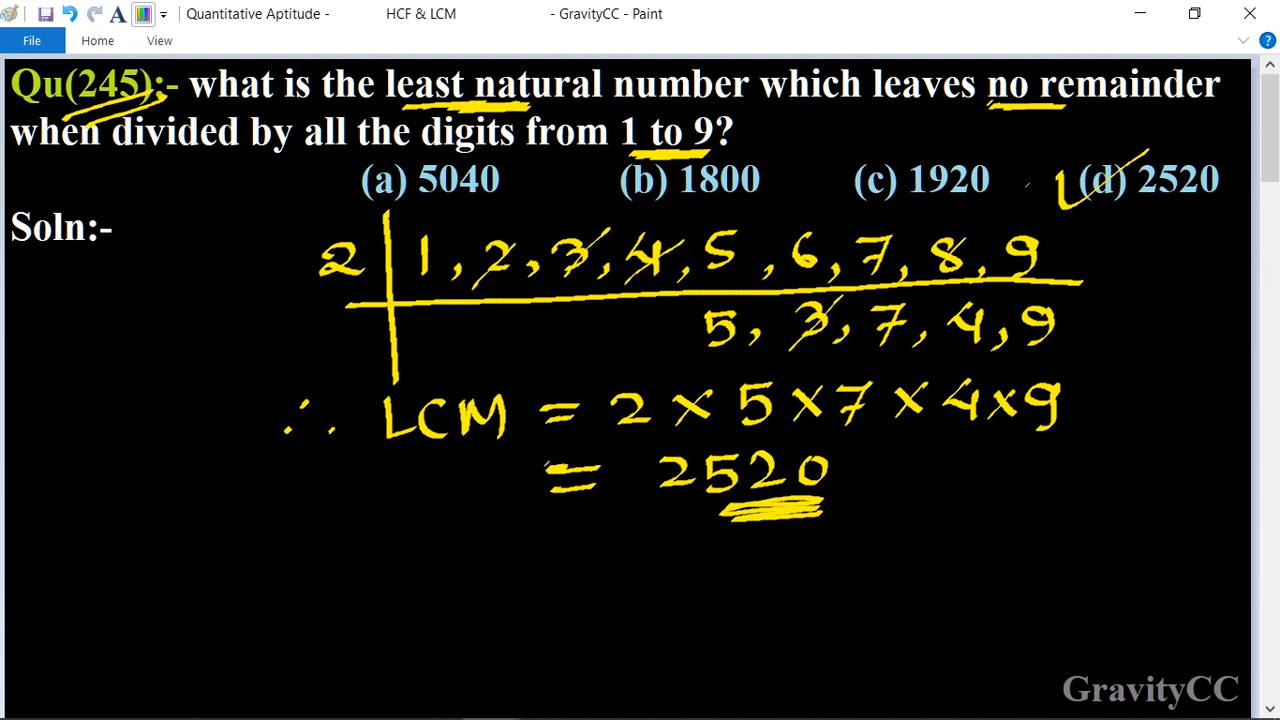 Quantitative Aptitude - HCF & LCM - GravityCC - Paint
File Home View
Qu(245):- what is the least natural number which leaves no remainder
when divided by all the digits from 1 to 9?
(a) 5040 (b) 1800 (c) 1920 (d) 2520
Soln:-
2 1, 2, 3, 4, 5, 6, 7, 8, 9
5, 3, 7, 4, 9
∴ LCM = 2 × 5 × 7 × 4 × 9
= 2520
GravityCC